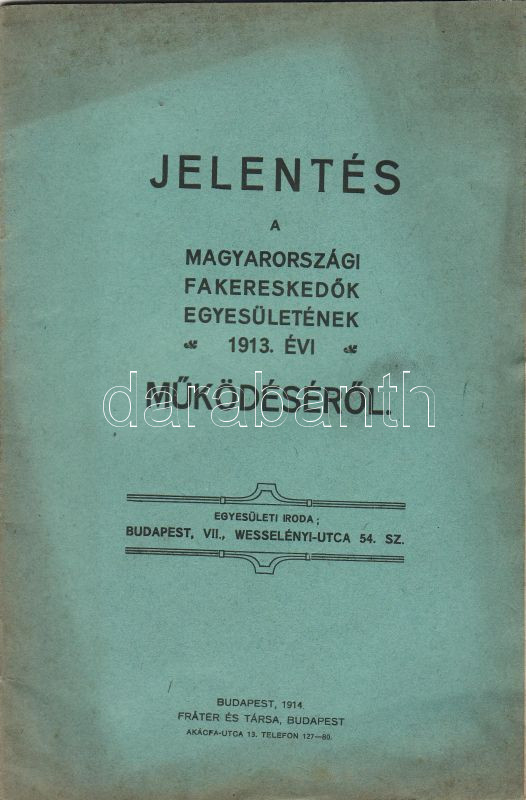 JELENTÉS
A
MAGYARORSZÁGI
FAKERESKEDŐK
EGYESÜLETÉNEK
1913. ÉVI
MŰKÖDÉSÉRŐL.
darabanth
EGYESÜLETI IRODA;
BUDAPEST, VII., WESSELÉNYI-UTCA 54. SZ.
BUDAPEST, 1914.
FRÁTER ÉS TÁRSA, BUDAPEST
AKÁCFA-UTCA 13. TELEFON 127—80.